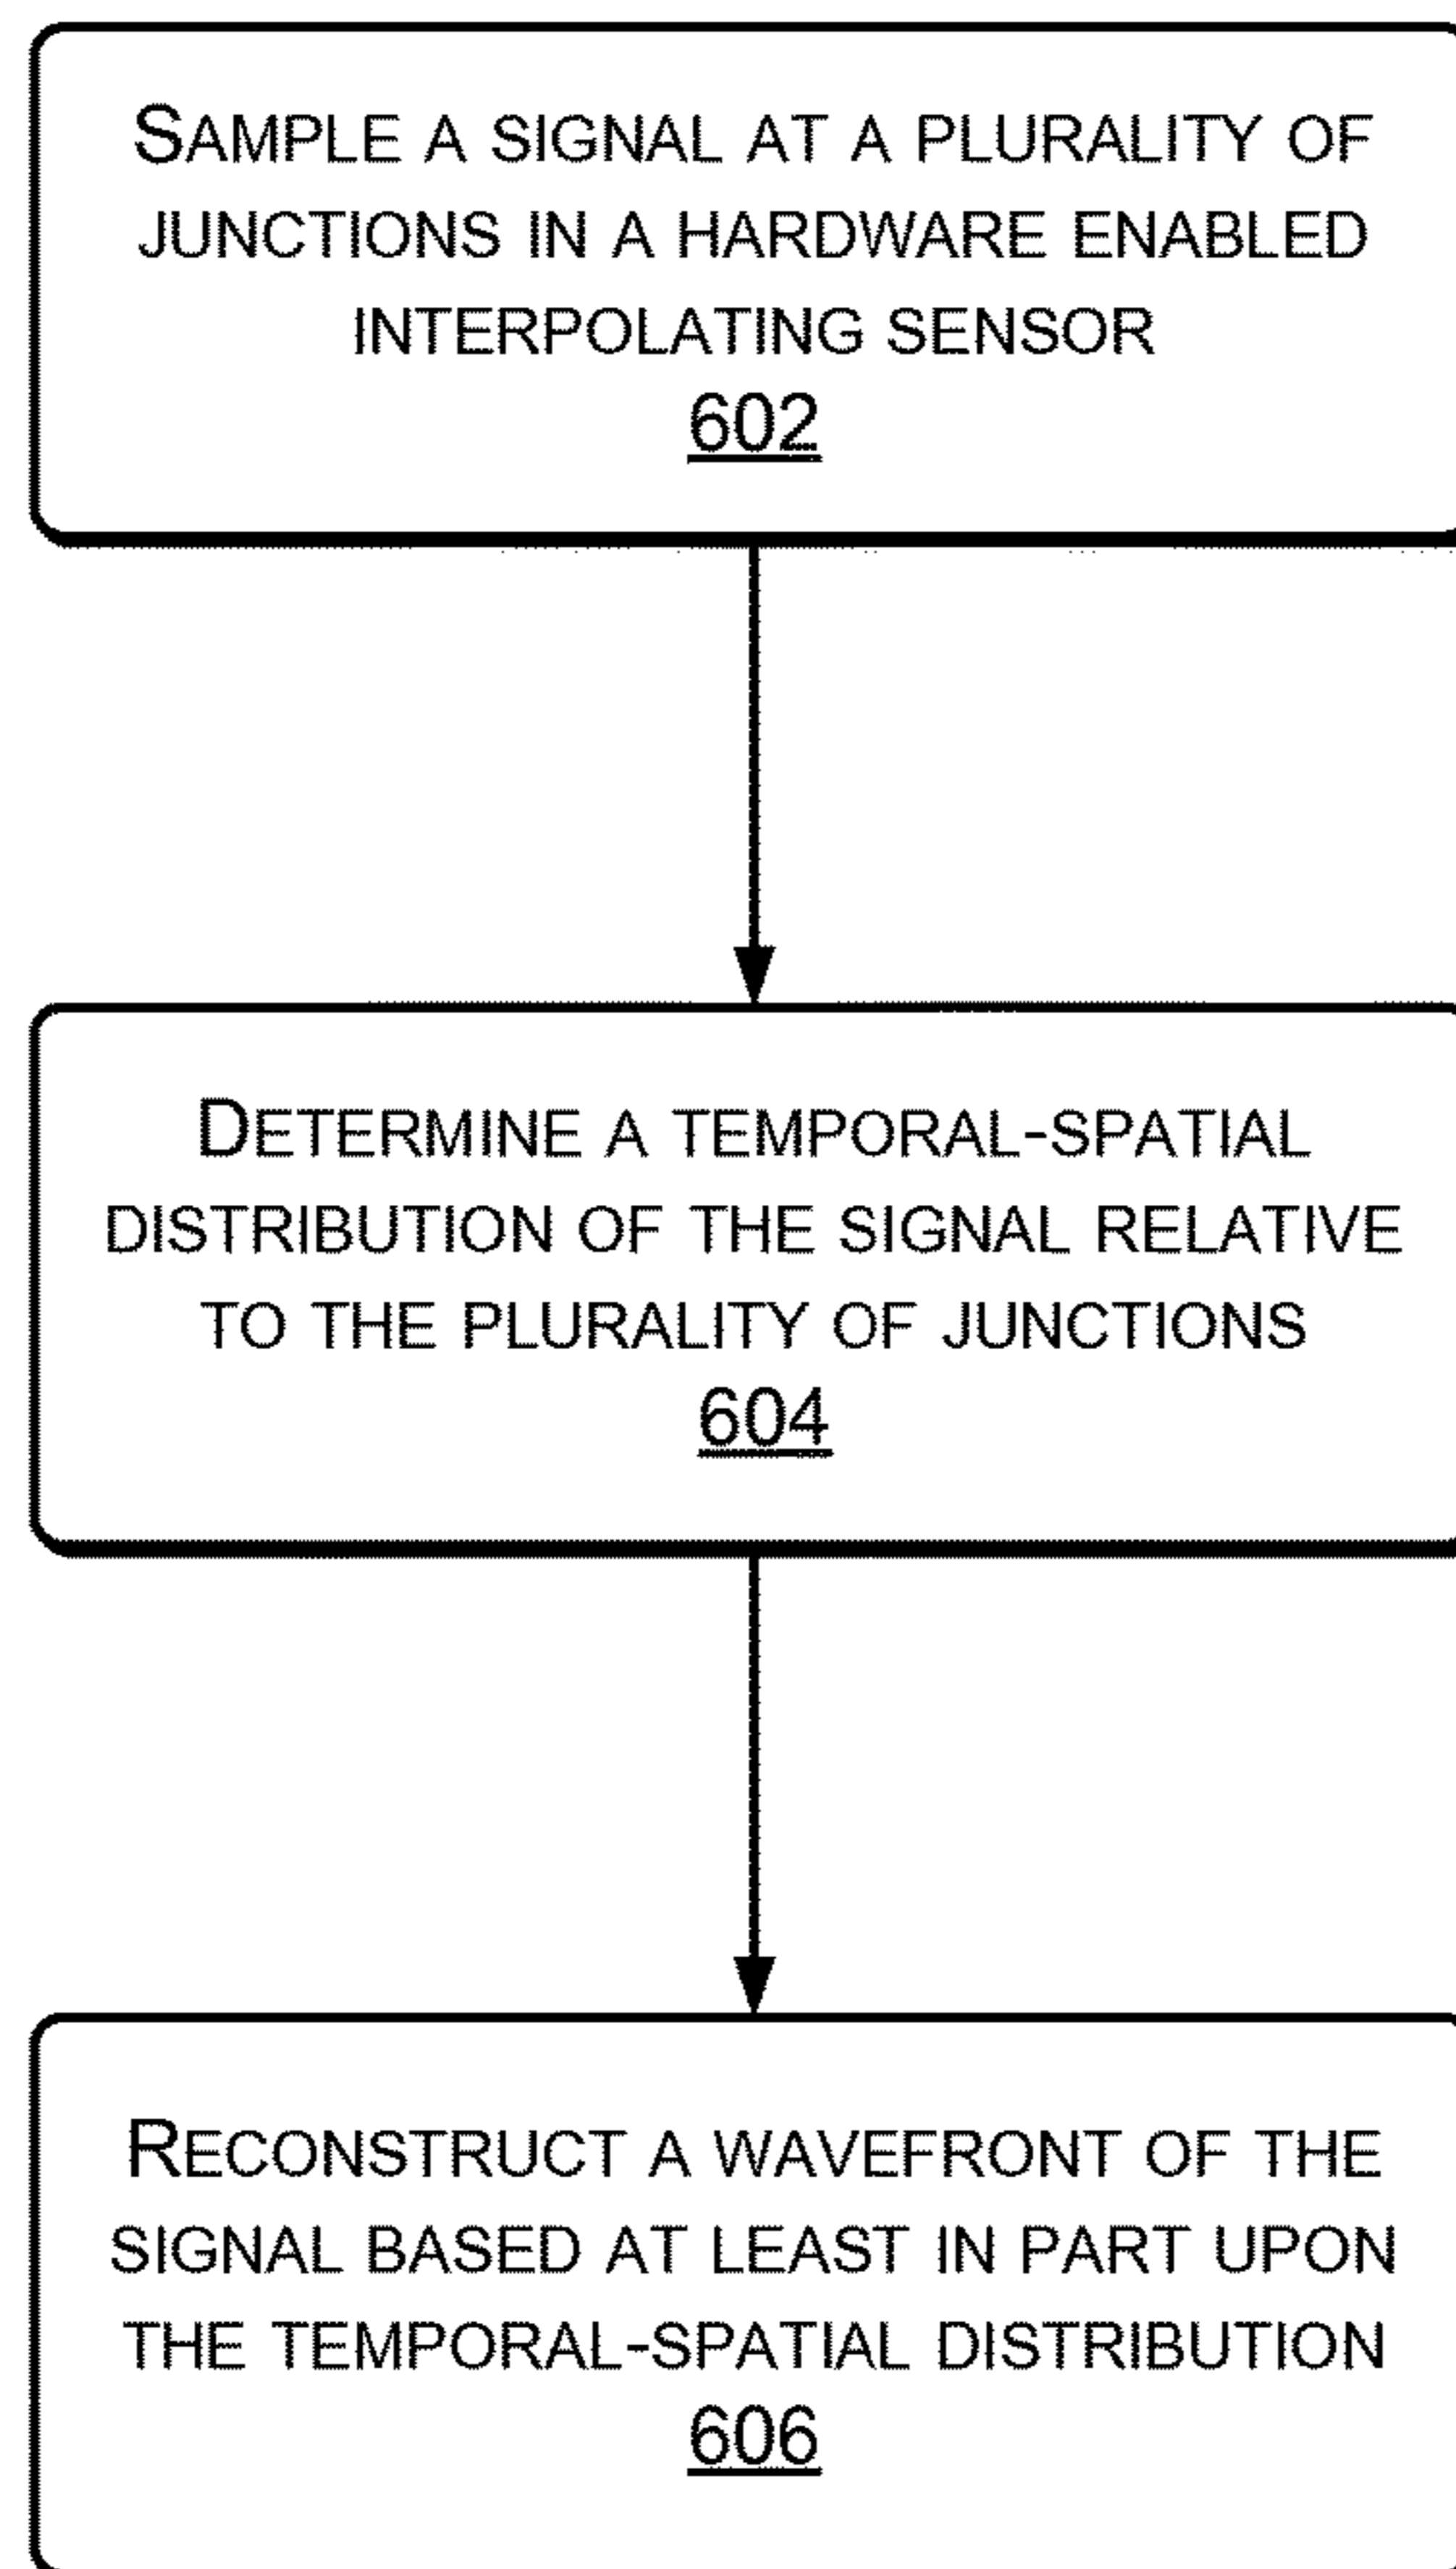 SAMPLE A SIGNAL AT A PLURALITY OF
JUNCTIONS IN A HARDWARE ENABLED
INTERPOLATING SENSOR
602
DETERMINE A TEMPORAL-SPATIAL
DISTRIBUTION OF THE SIGNAL RELATIVE
TO THE PLURALITY OF JUNCTIONS
604
RECONSTRUCT A WAVEFRONT OF THE
SIGNAL BASED AT LEAST IN PART UPON
THE TEMPORAL-SPATIAL DISTRIBUTION
606